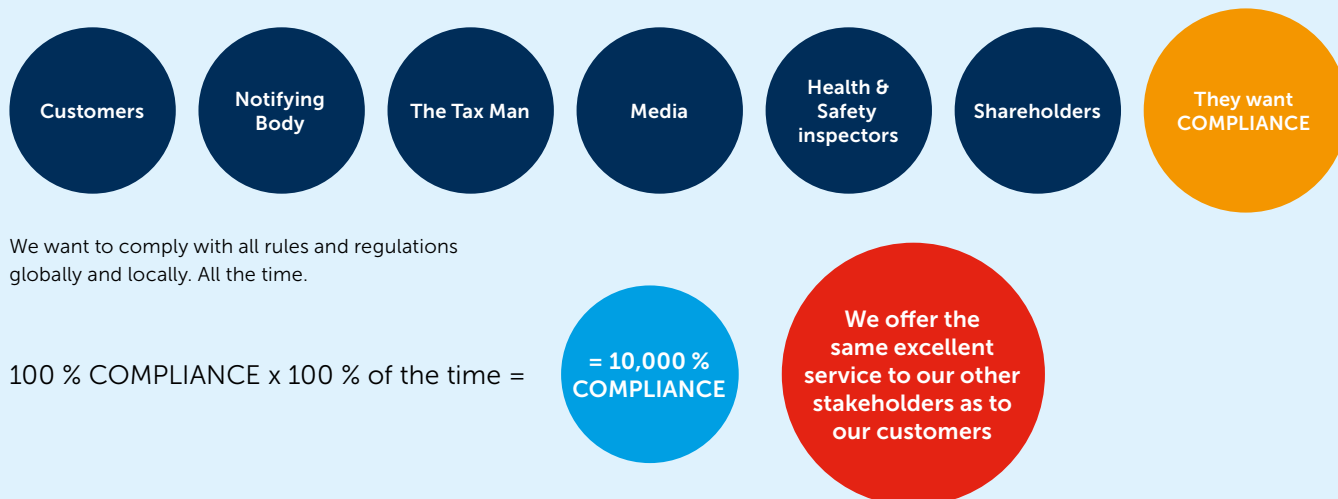 Customers
Notifying
Body
The Tax Man
Media
Health &
Safety
inspectors
Shareholders
They want
COMPLIANCE
We want to comply with all rules and regulations
globally and locally. All the time.
100 % COMPLIANCE x 100 % of the time =
= 10,000 %
COMPLIANCE
We offer the
same excellent
service to our other
stakeholders as to
our customers